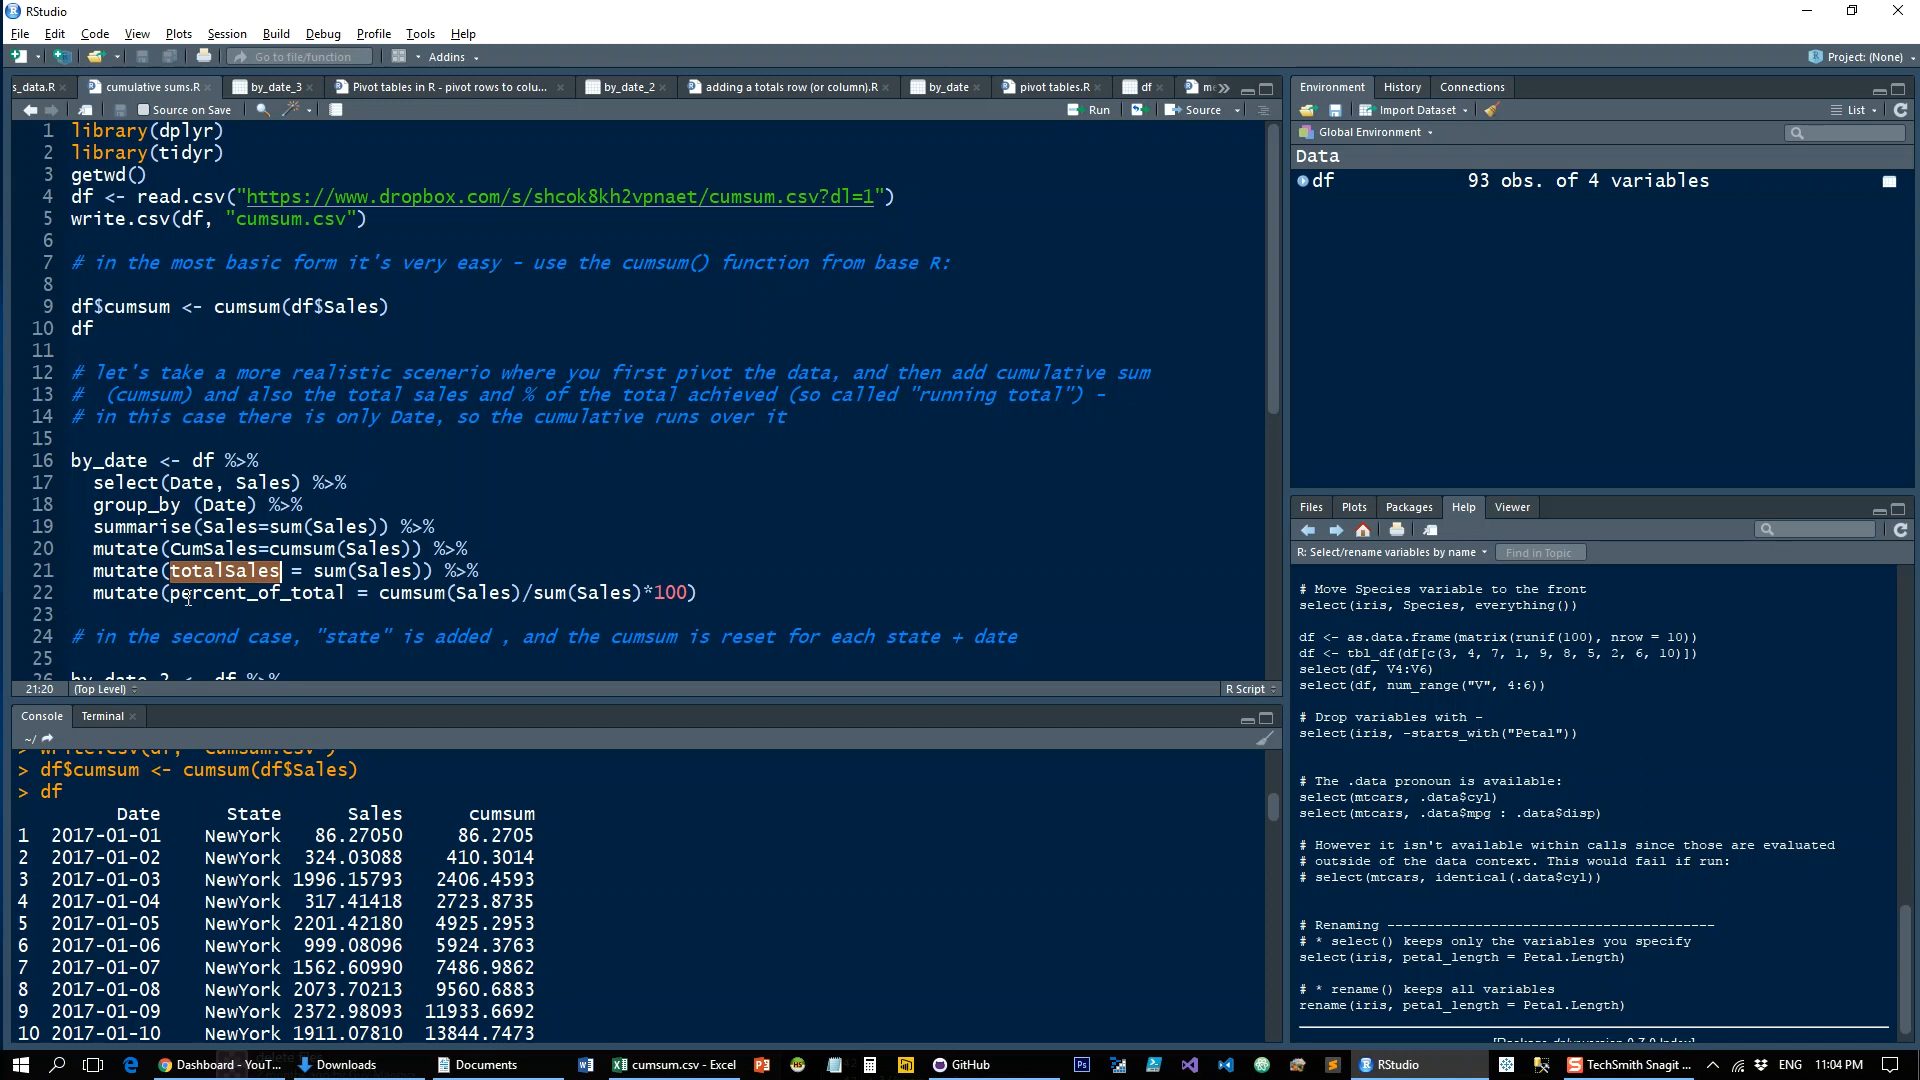 RStudio
File Edit Code View Plots Session Build Debug Profile Tools Help
Go to file/function Addins Project: (None)
s_data.R cumulative sums.R by_date_3 Pivot tables in R - pivot rows to colu... by_date_2 adding a totals row (or column).R by_date pivot tables.R df
Source on Save Run Source
1 library(dplyr)
2 library(tidyr)
3 getwd()
4 df <- read.csv("https://www.dropbox.com/s/shcok8kh2vpnaet/cumsum.csv?dl=1")
5 write.csv(df, "cumsum.csv")
6
7 # in the most basic form it's very easy - use the cumsum() function from base R:
8
9 df$cumsum <- cumsum(df$Sales)
10 df
11
12 # let's take a more realistic scenerio where you first pivot the data, and then add cumulative sum
13 #  (cumsum) and also the total sales and % of the total achieved (so called "running total") -
14 # in this case there is only Date, so the cumulative runs over it
15
16 by_date <- df %>%
17   select(Date, Sales) %>%
18   group_by (Date) %>%
19   summarise(Sales=sum(Sales)) %>%
20   mutate(CumSales=cumsum(Sales)) %>%
21   mutate(totalSales = sum(Sales)) %>%
22   mutate(percent_of_total = cumsum(Sales)/sum(Sales)*100)
23
24 # in the second case, "state" is added , and the cumsum is reset for each state + date
25
26 by_date_2 <- df %>%
21:20 (Top Level) R Script
Console Terminal
~/
> write.csv(df, "cumsum.csv")
> df$cumsum <- cumsum(df$Sales)
> df
Date State Sales cumsum
1 2017-01-01 NewYork 86.27050 86.2705
2 2017-01-02 NewYork 324.03088 410.3014
3 2017-01-03 NewYork 1996.15793 2406.4593
4 2017-01-04 NewYork 317.41418 2723.8735
5 2017-01-05 NewYork 2201.42180 4925.2953
6 2017-01-06 NewYork 999.08096 5924.3763
7 2017-01-07 NewYork 1562.60990 7486.9862
8 2017-01-08 NewYork 2073.70213 9560.6883
9 2017-01-09 NewYork 2372.98093 11933.6692
10 2017-01-10 NewYork 1911.07810 13844.7473
Environment History Connections
Import Dataset List
Global Environment
Data
df 93 obs. of 4 variables
Files Plots Packages Help Viewer
R: Select/rename variables by name Find in Topic
# Move Species variable to the front
select(iris, Species, everything())
df <- as.data.frame(matrix(runif(100), nrow = 10))
df <- tbl_df(df[c(3, 4, 7, 1, 9, 8, 5, 2, 6, 10)])
select(df, V4:V6)
select(df, num_range("V", 4:6))
# Drop variables with -
select(iris, -starts_with("Petal"))
# The .data pronoun is available:
select(mtcars, .data$cyl)
select(mtcars, .data$mpg : .data$disp)
# However it isn't available within calls since those are evaluated
# outside of the data context. This would fail if run:
# select(mtcars, identical(.data$cyl))
# Renaming -----------------------------------------
# * select() keeps only the variables you specify
select(iris, petal_length = Petal.Length)
# * rename() keeps all variables
rename(iris, petal_length = Petal.Length)
Dashboard - YouT... Downloads Documents cumsum.csv - Excel GitHub RStudio TechSmith Snagit ... ENG 11:04 PM